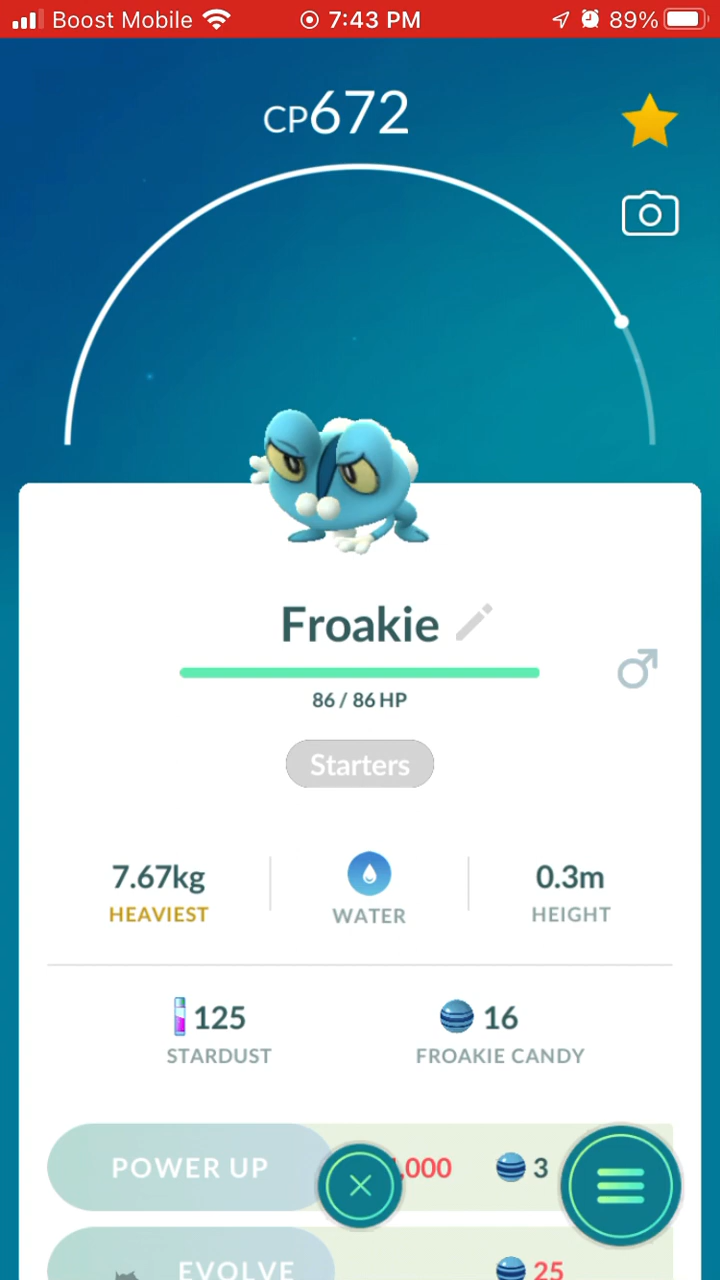 Boost Mobile 7:43 PM 89%
CP672
Froakie
86 / 86 HP
Starters
7.67kg 0.3m
HEAVIEST WATER HEIGHT
125 16
STARDUST FROAKIE CANDY
POWER UP ,000 3
EVOLVE 25